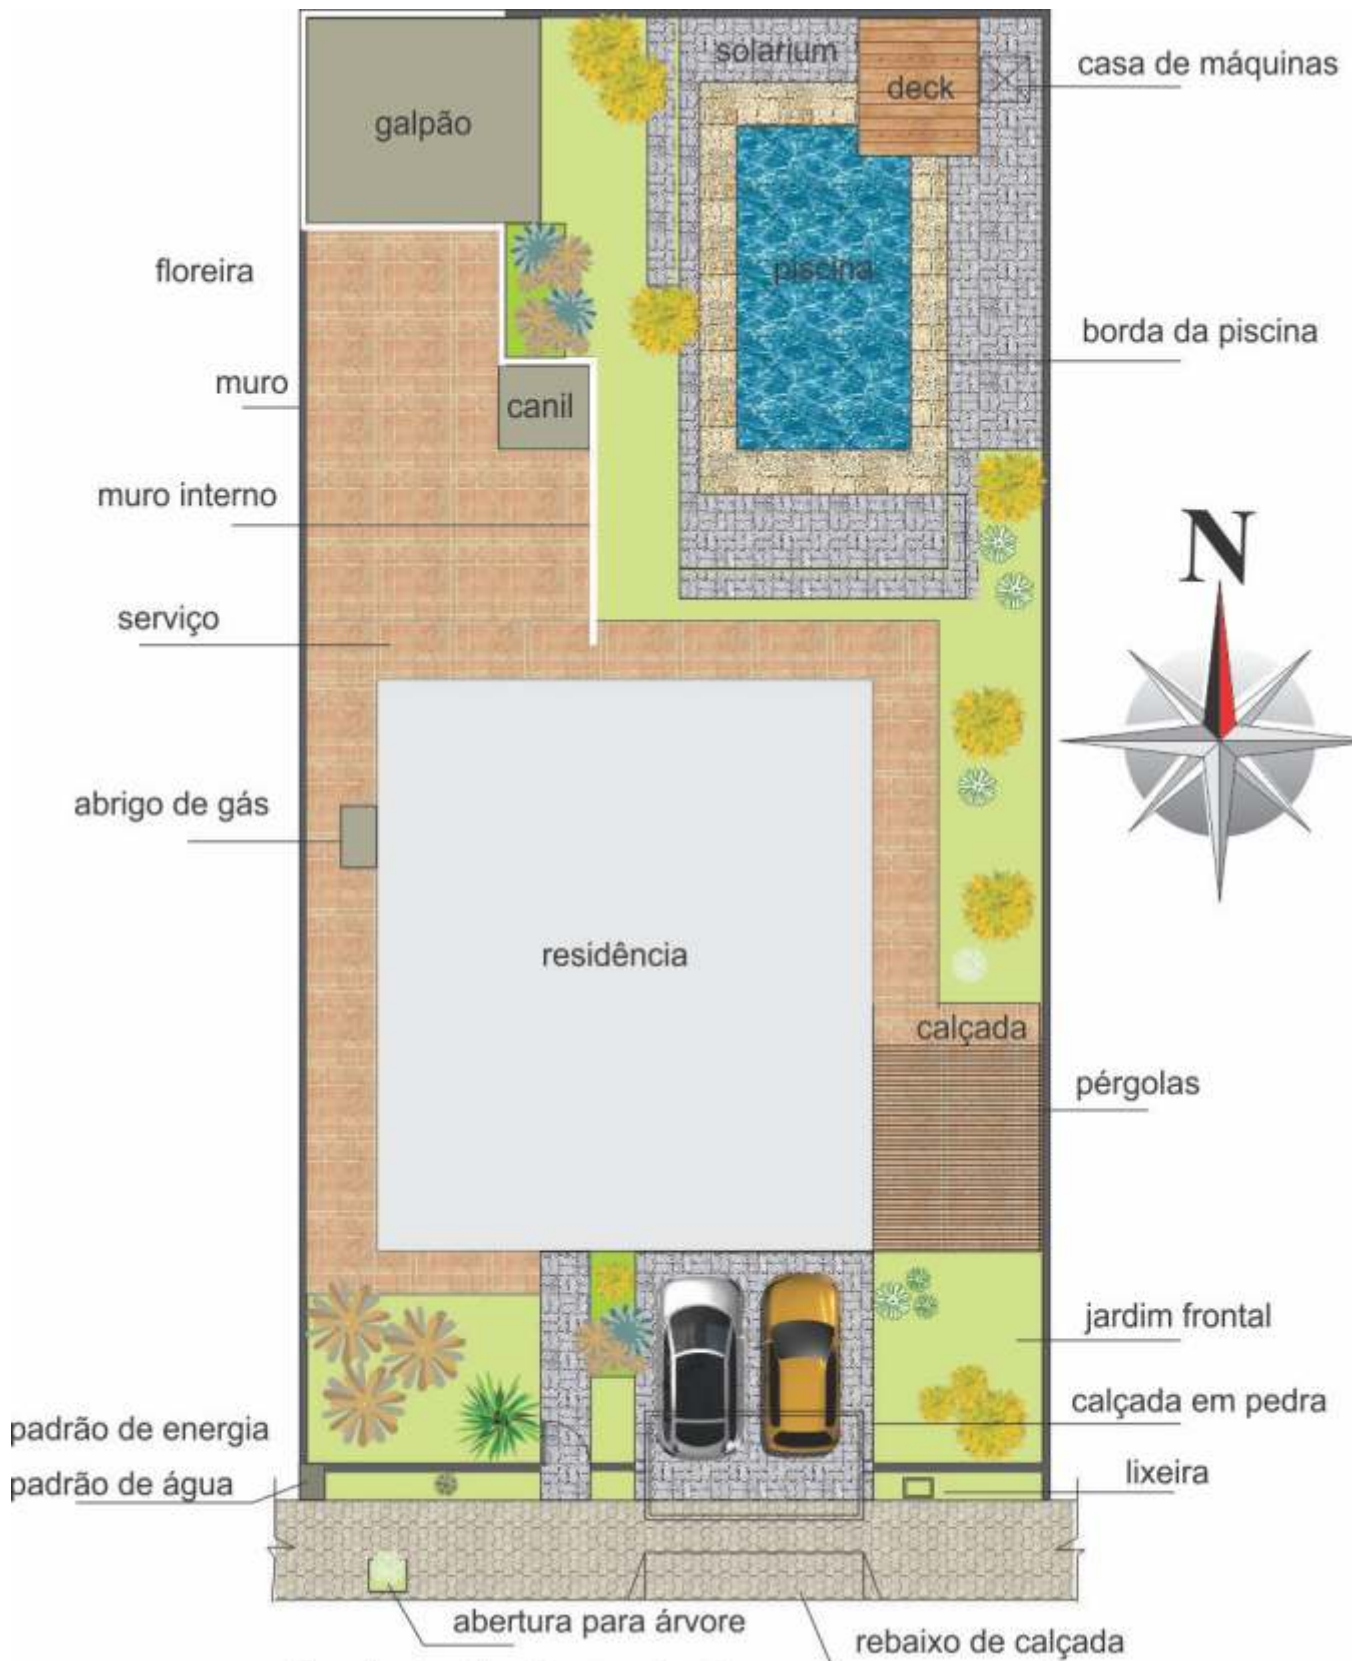 solarium
casa de máquinas
deck
galpão
floreira
piscina
borda da piscina
muro
canil
muro interno
N
serviço
abrigo de gás
residência
calçada
pérgolas
jardim frontal
calçada em pedra
padrão de energia
lixeira
padrão de água
abertura para árvore
rebaixo de calçada